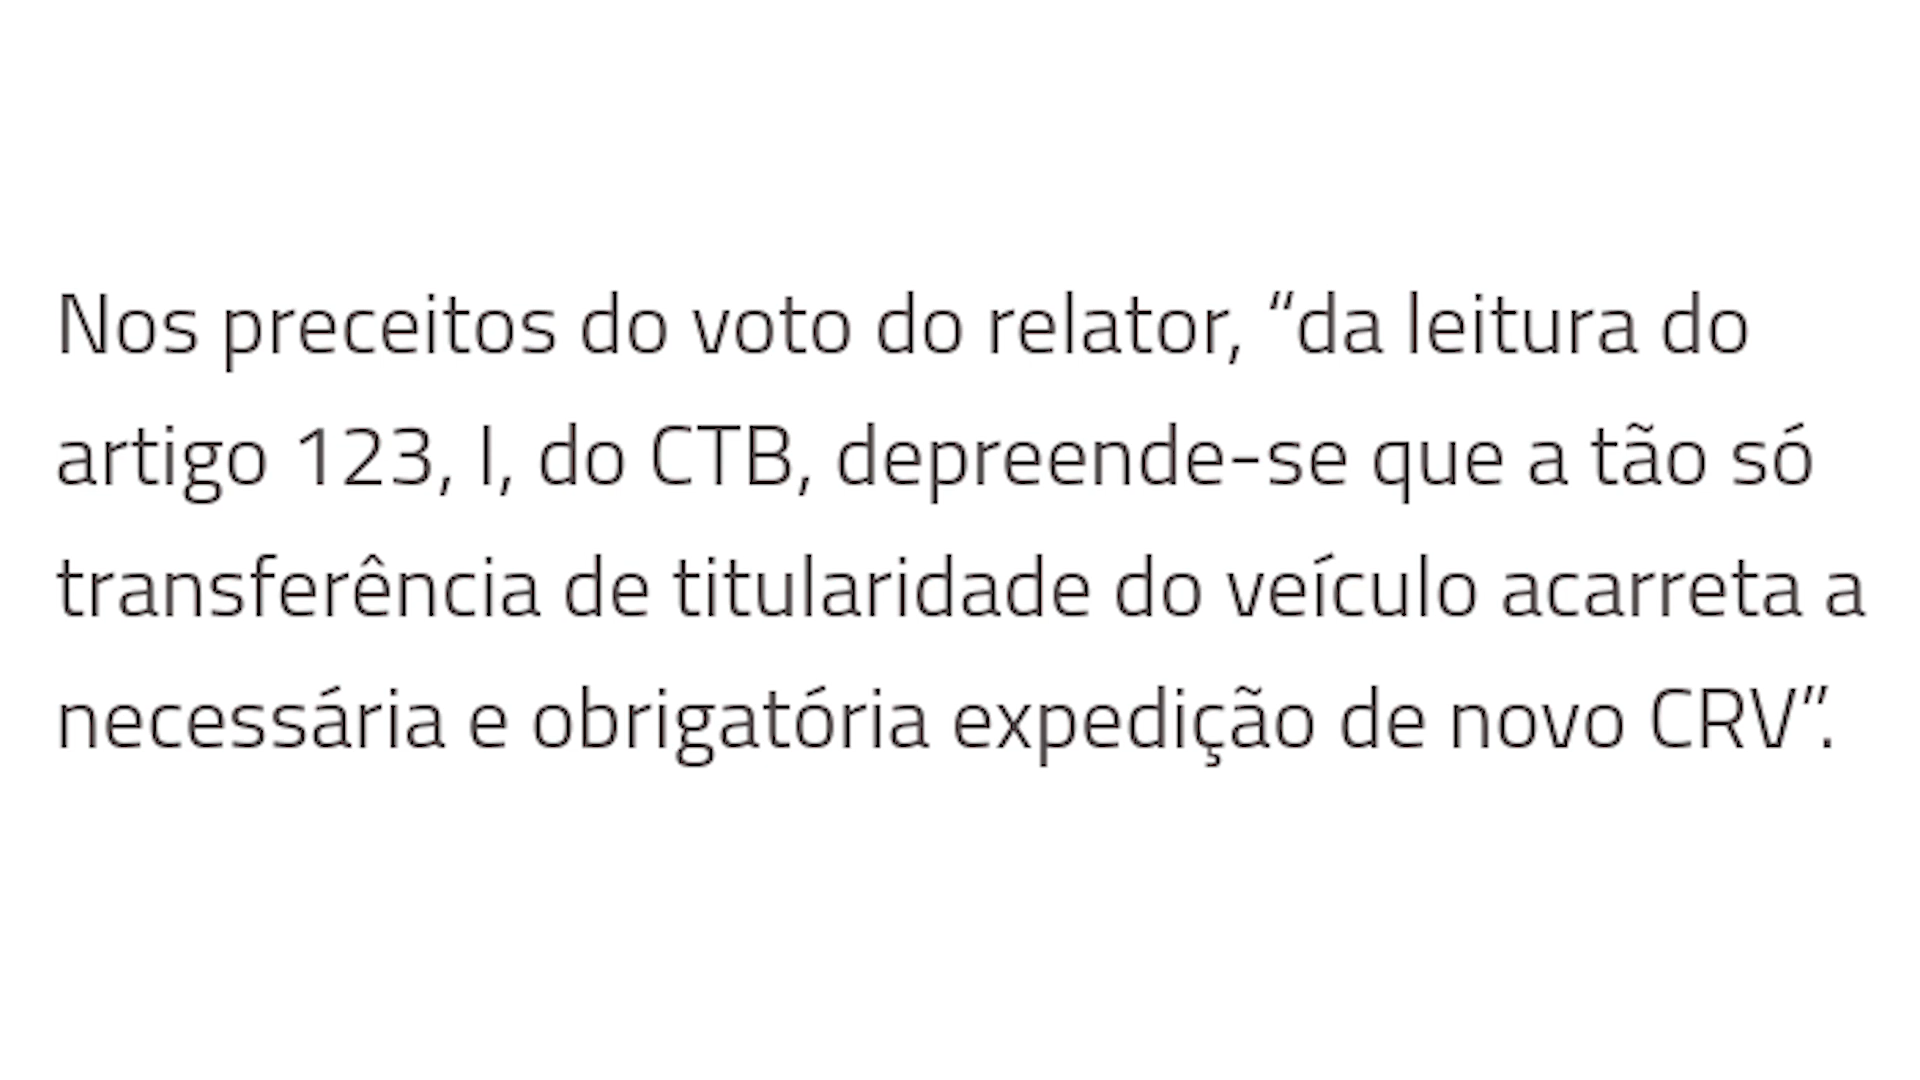 Nos preceitos do voto do relator, “da leitura do
artigo 123, I, do CTB, depreende-se que a tão só
transferência de titularidade do veículo acarreta a
necessária e obrigatória expedição de novo CRV”.